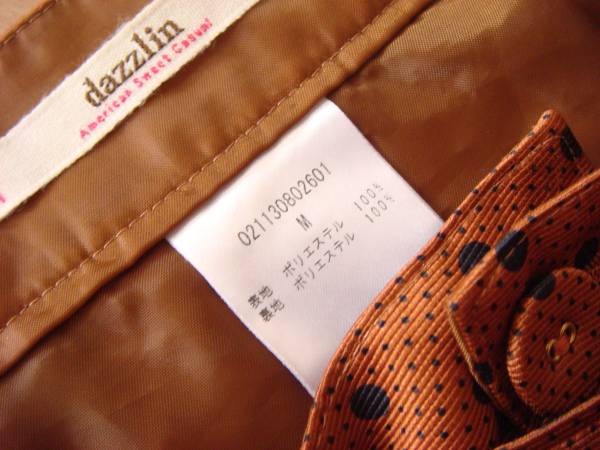 dazzlin
American Sweet Casual
021130802601
M
表地 ポリエステル 100%
裏地 ポリエステル 100%